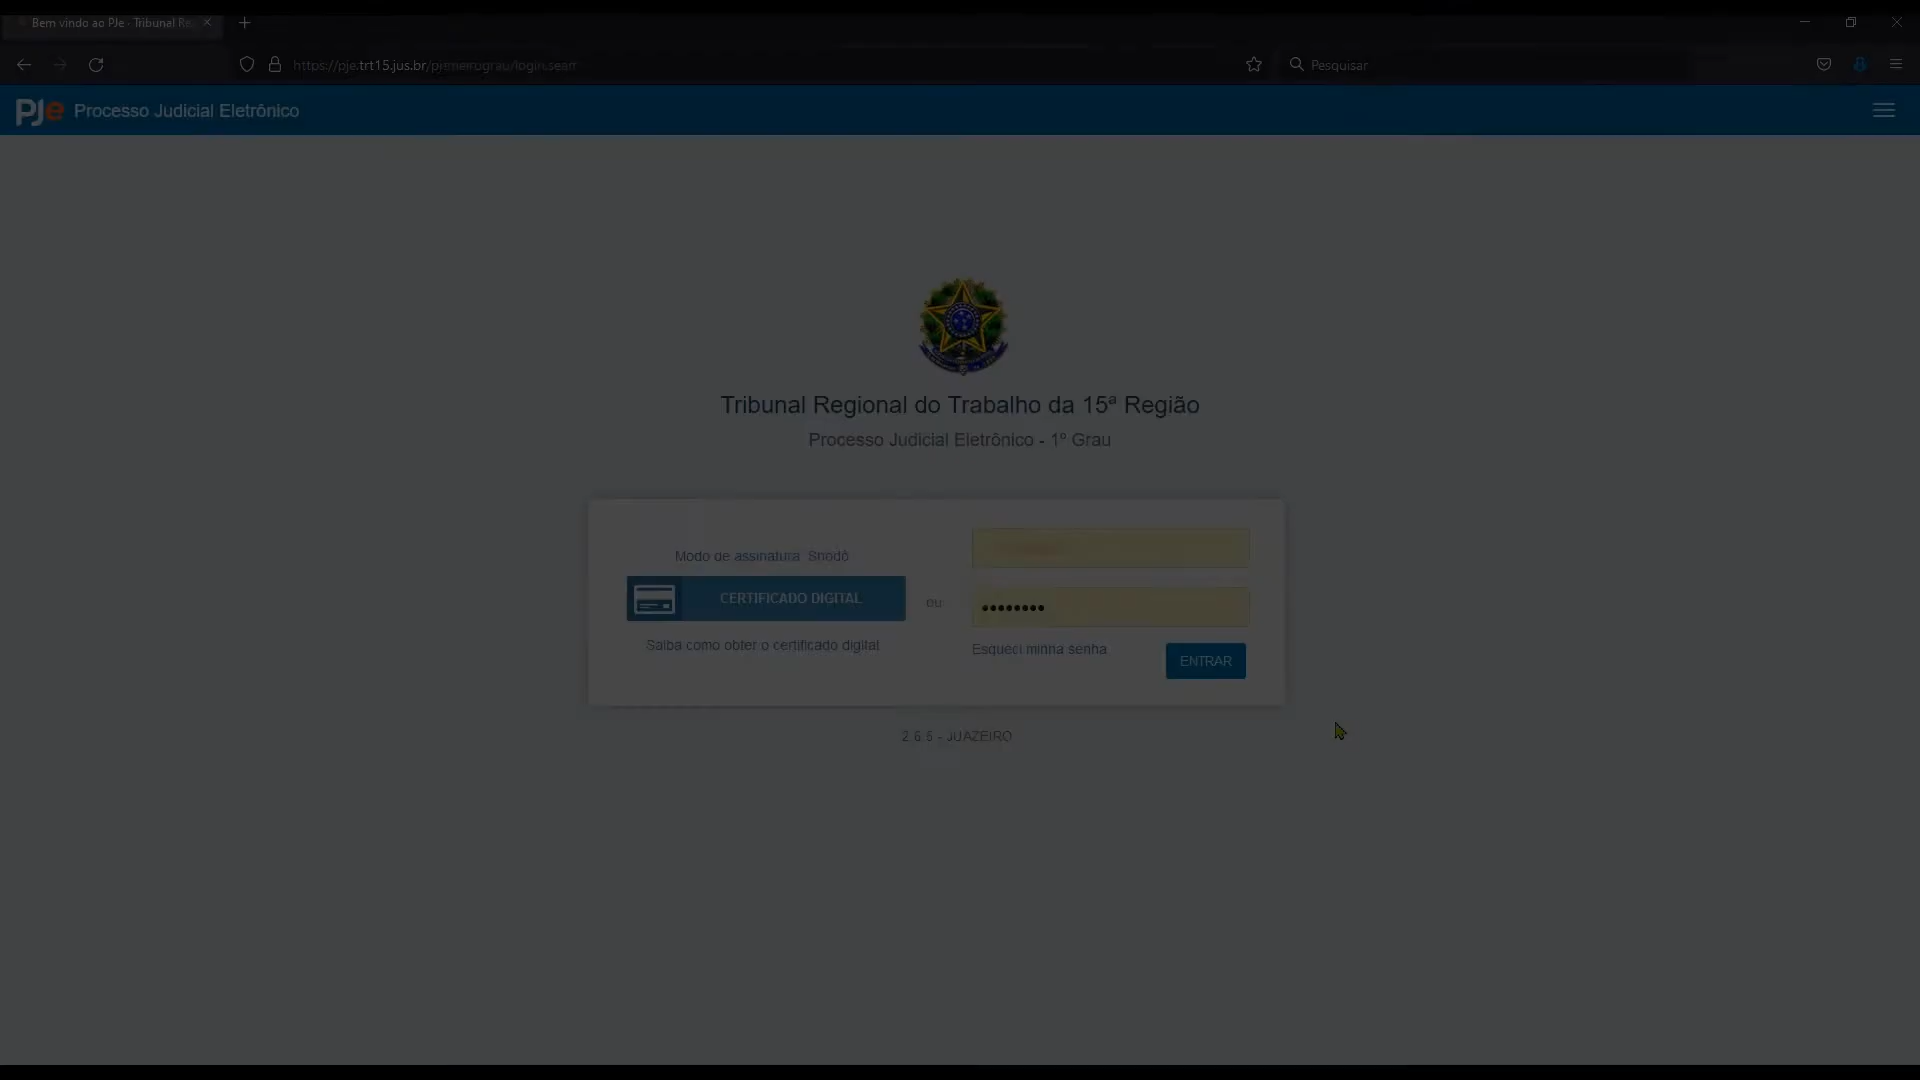 Bem vindo ao PJe - Tribunal Re
https://pje.trt15.jus.br/primeirograu/login.seam
Pesquisar
PJe Processo Judicial Eletrônico
Tribunal Regional do Trabalho da 15ª Região
Processo Judicial Eletrônico - 1º Grau
Modo de assinatura: Shodô
CERTIFICADO DIGITAL
ou
Saiba como obter o certificado digital
Esqueci minha senha
ENTRAR
2.6.5 - JUAZEIRO